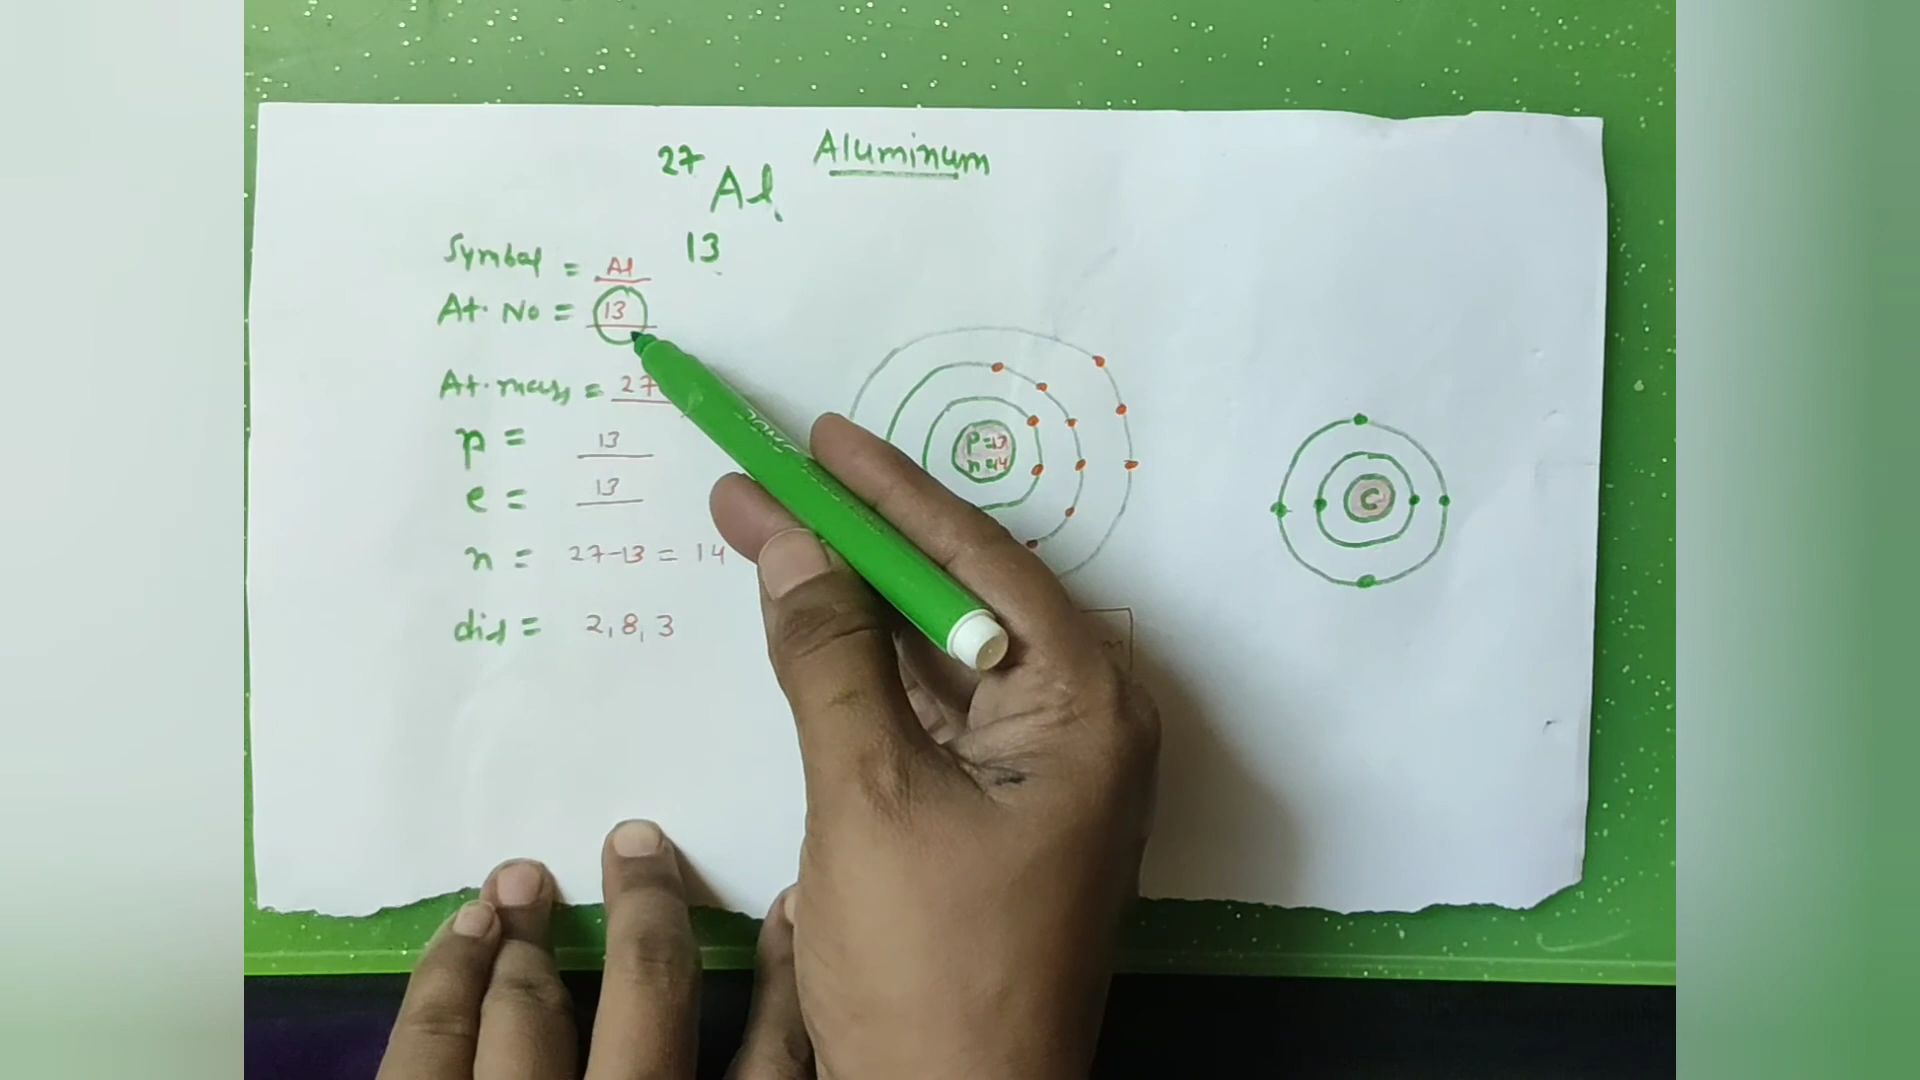 Aluminum
27
Al
13
Symbol = Al
At. No = 13
At. mass = 27
p = 13
e = 13
n = 27-13 = 14
dis = 2, 8, 3
P=13
n=14
C